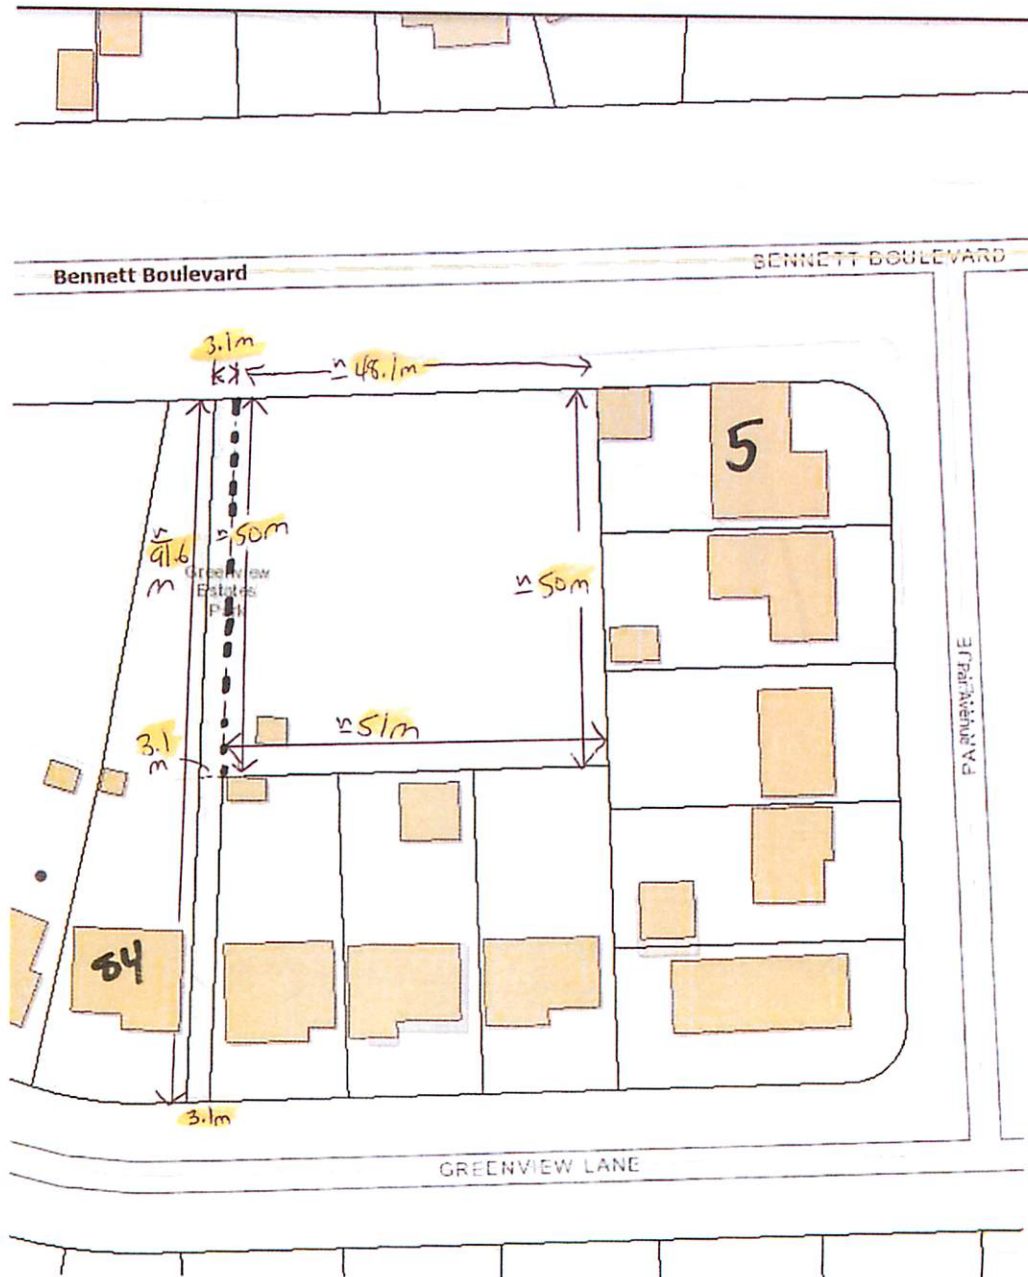 Bennett Boulevard
BENNETT BOULEVARD
3.1m
≃ 48.1m
≃ 91.6 m
≃ 50m
Greenview
Estates
Park
≃ 50m
5
3.1 m
≃ 51m
84
3.1m
GREENVIEW LANE